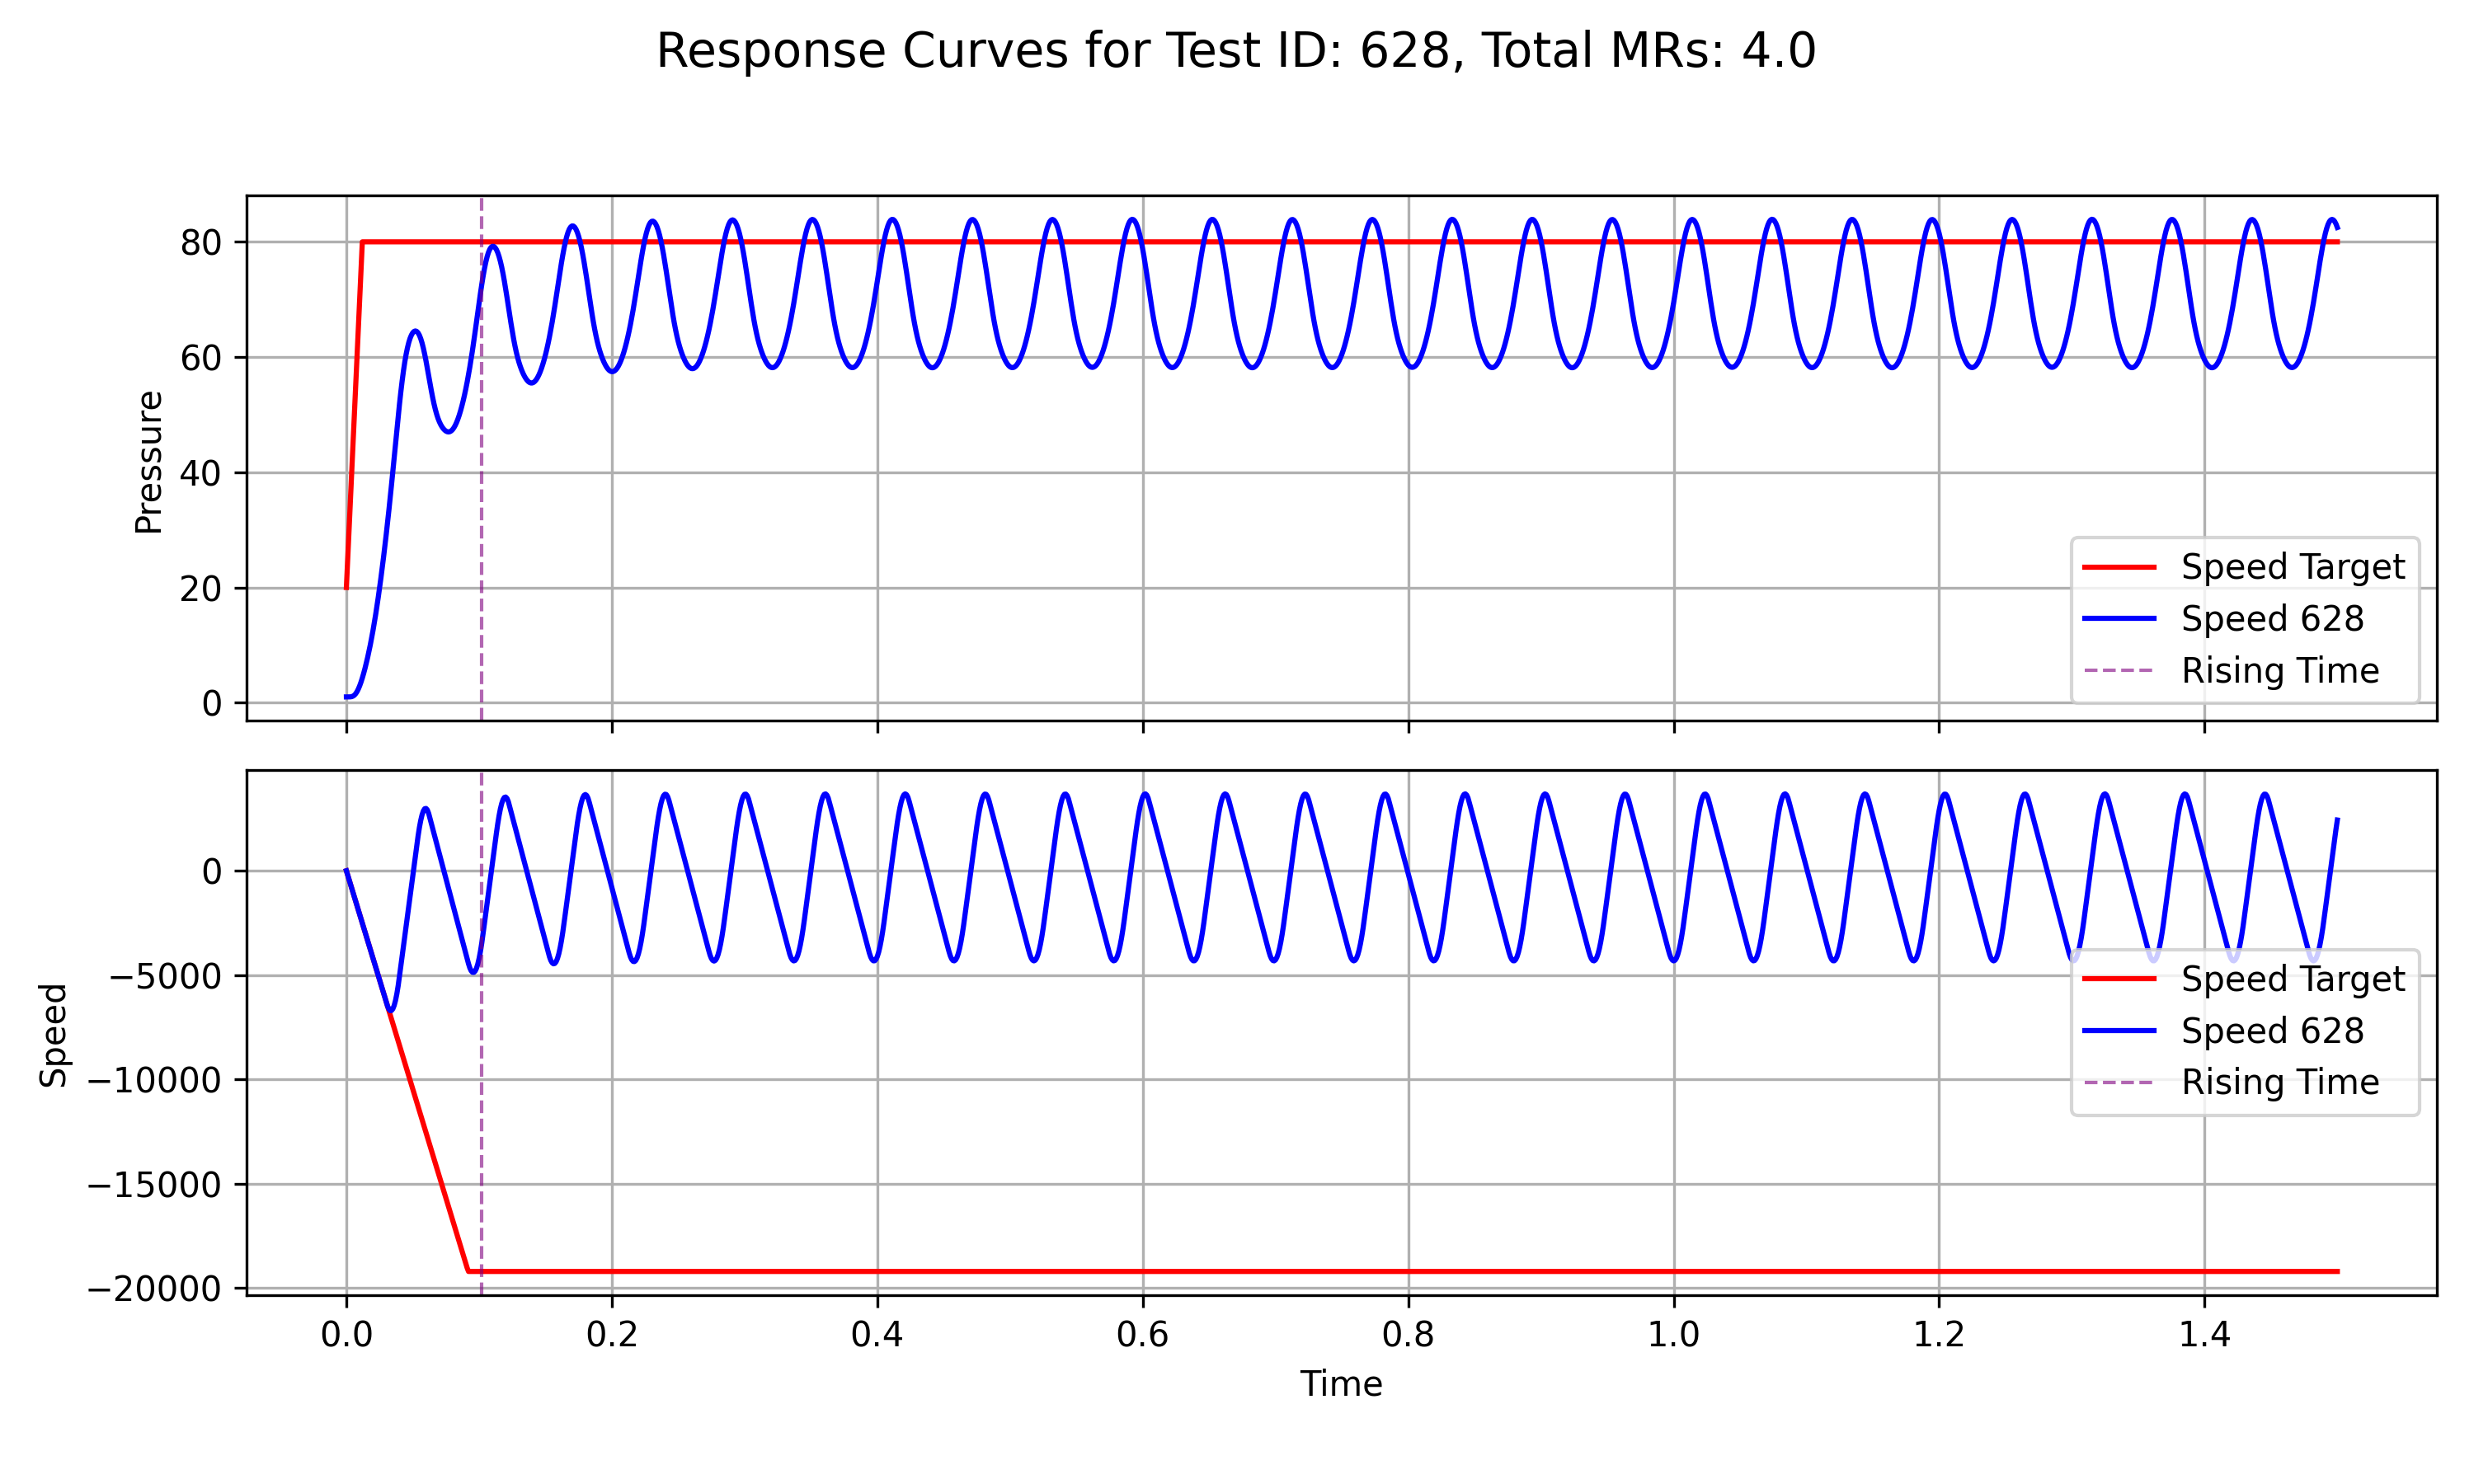 Response Curves for Test ID: 628, Total MRs: 4.0
Pressure
80
60
40
20
0
Speed Target
Speed 628
Rising Time
Speed
0
−5000
−10000
−15000
−20000
Speed Target
Speed 628
Rising Time
0.0 0.2 0.4 0.6 0.8 1.0 1.2 1.4
Time